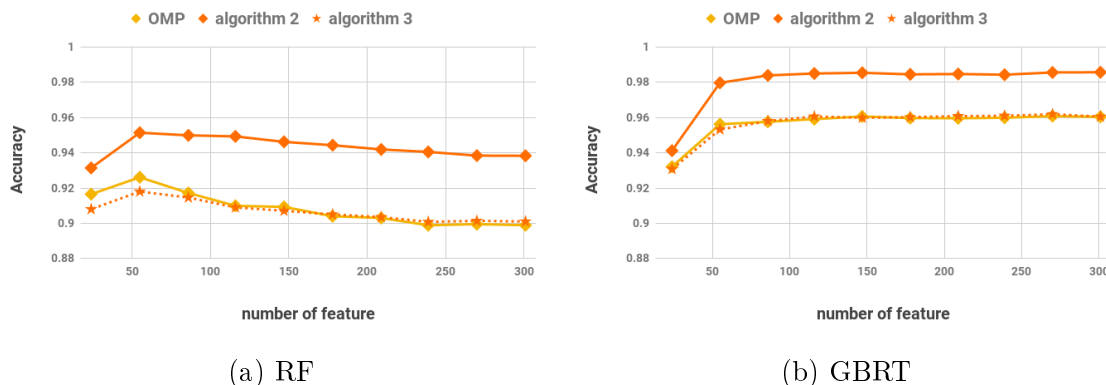 OMP algorithm 2 algorithm 3
1
0.98
0.96
0.94
0.92
0.9
0.88
Accuracy
50 100 150 200 250 300
number of feature
(a) RF
OMP algorithm 2 algorithm 3
1
0.98
0.96
0.94
0.92
0.9
0.88
Accuracy
50 100 150 200 250 300
number of feature
(b) GBRT